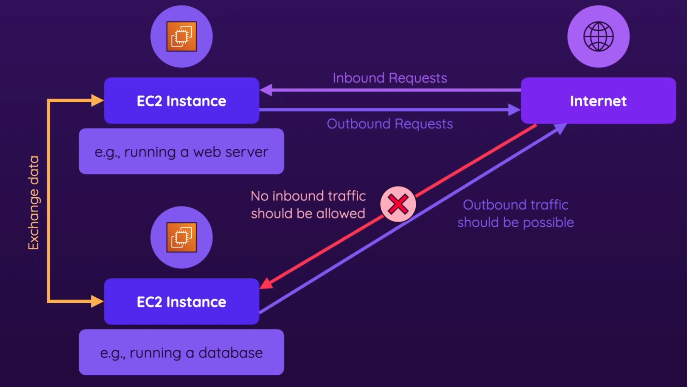 Inbound Requests
EC2 Instance
Internet
Outbound Requests
e.g., running a web server
Exchange data
No inbound traffic
should be allowed
Outbound traffic
should be possible
EC2 Instance
e.g., running a database